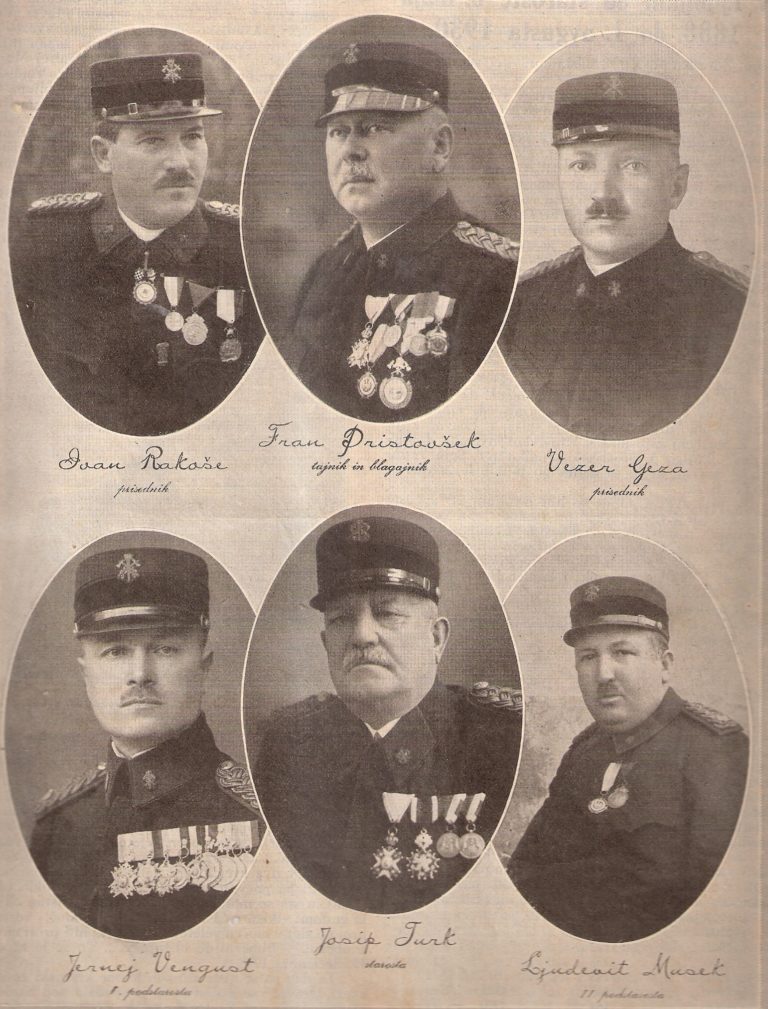 Ivan Rakoše
prisednik
Fran Pristovšek
tajnik in blagajnik
Vezer Geza
prisednik
Jernej Vengust
I. podstarosta
Josip Turk
starosta
Ljudevit Musek
II. podstarosta